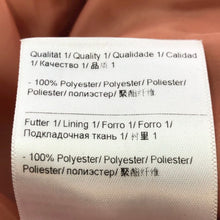 Qualität 1/ Quality 1/ Qualidade 1/ Calidad
1/ Качество 1/ 品质 1
- 100% Polyester/ Polyester/ Poliester/
Poliester/ полиэстер/ 聚酯纤维
Futter 1/ Lining 1/ Forro 1/ Forro 1/
Подкладочная ткань 1/ 衬里 1
- 100% Polyester/ Polyester/ Poliester/
Poliester/ полиэстер/ 聚酯纤维